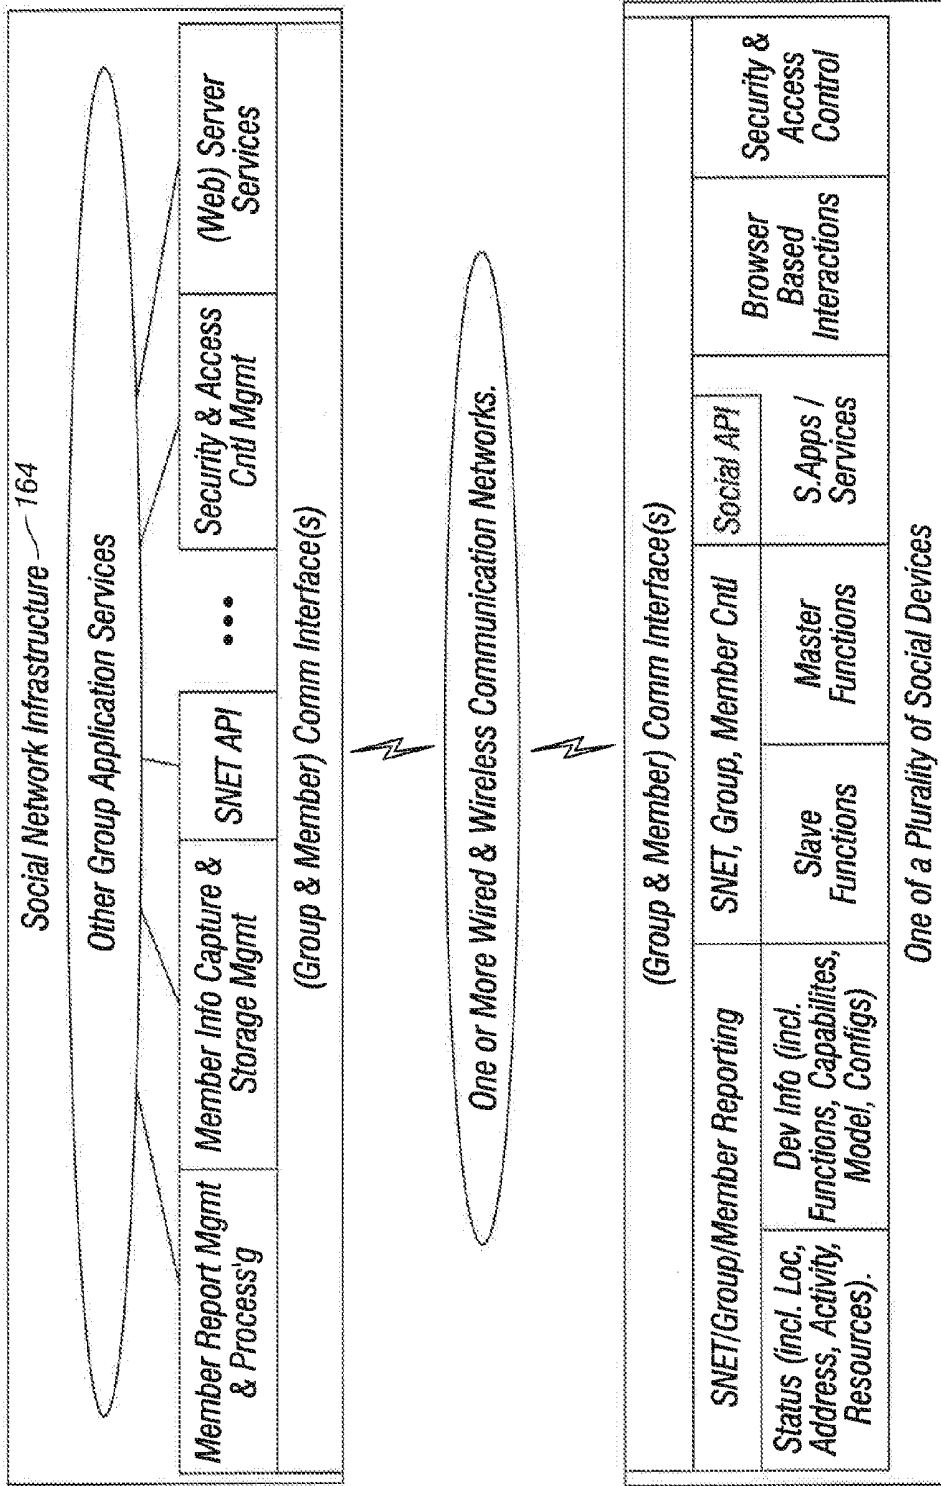 Social Network Infrastructure
164
Other Group Application Services
Member Report Mgmt
& Process'g
Member Info Capture &
Storage Mgmt
SNET API
•••
Security & Access
Cntl Mgmt
(Web) Server
Services
(Group & Member) Comm Interface(s)
One or More Wired & Wireless Communication Networks.
(Group & Member) Comm Interface(s)
SNET/Group/Member Reporting
Status (incl. Loc,
Address, Activity,
Resources).
Dev Info (incl.
Functions, Capabilites,
Model, Configs)
SNET, Group, Member Cntl
Slave
Functions
Master
Functions
Social API
S.Apps /
Services
Browser
Based
Interactions
Security &
Access
Control
One of a Plurality of Social Devices